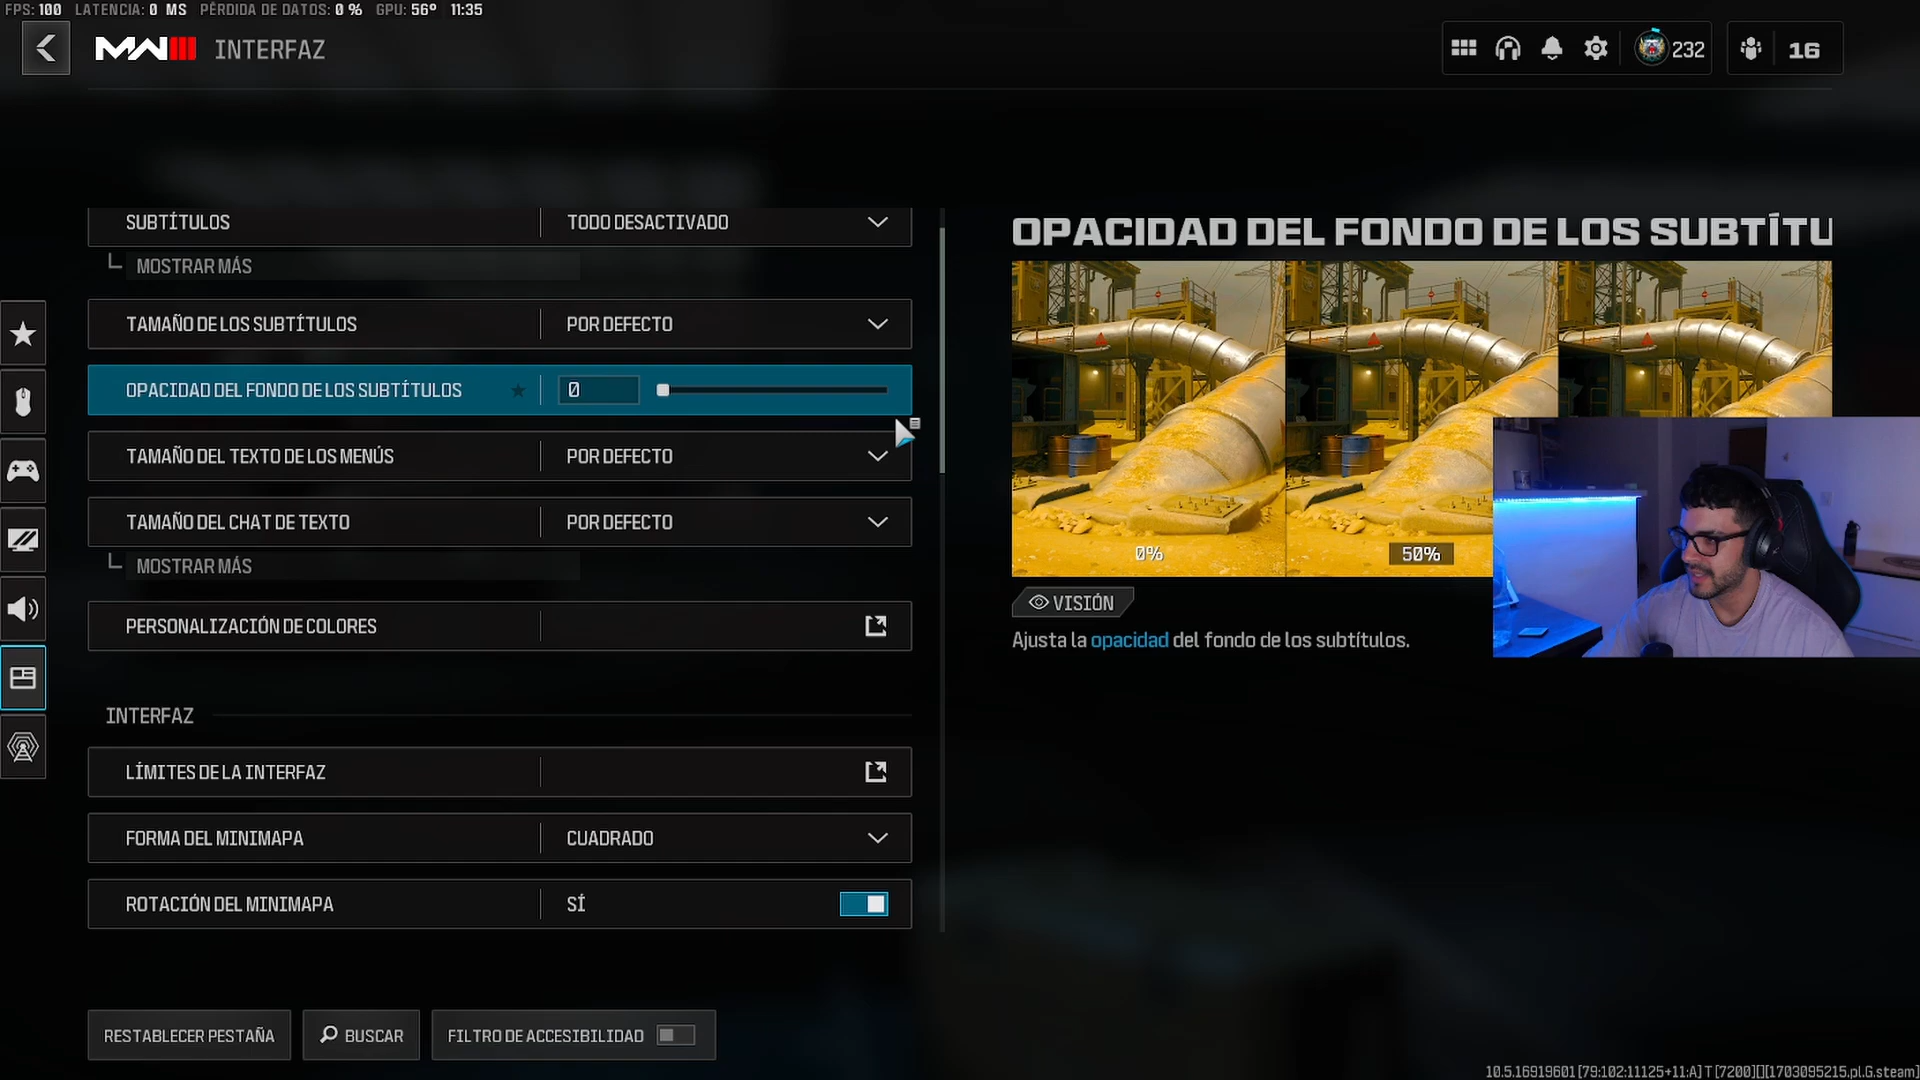 FPS: 100 LATENCIA: 0 MS PÉRDIDA DE DATOS: 0 % GPU: 56º 11:35
MWIII INTERFAZ
232
16
SUBTÍTULOS TODO DESACTIVADO
MOSTRAR MÁS
TAMAÑO DE LOS SUBTÍTULOS POR DEFECTO
OPACIDAD DEL FONDO DE LOS SUBTÍTULOS 0
TAMAÑO DEL TEXTO DE LOS MENÚS POR DEFECTO
TAMAÑO DEL CHAT DE TEXTO POR DEFECTO
MOSTRAR MÁS
PERSONALIZACIÓN DE COLORES
INTERFAZ
LÍMITES DE LA INTERFAZ
FORMA DEL MINIMAPA CUADRADO
ROTACIÓN DEL MINIMAPA SÍ
RESTABLECER PESTAÑA BUSCAR FILTRO DE ACCESIBILIDAD
OPACIDAD DEL FONDO DE LOS SUBTÍTU
0% 50%
VISIÓN
Ajusta la opacidad del fondo de los subtítulos.
10.5.16919601 [79:102:11125+11:A] T [7200][][1703095215.pl.G.steam]